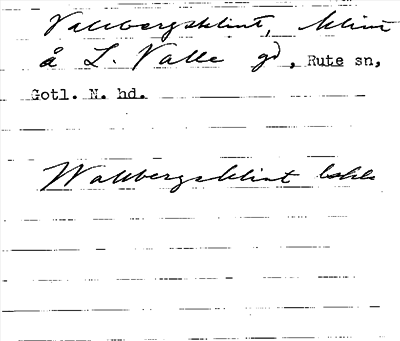 Vallbergsklint, klint
å L. Valle gd, Rute sn,
Gotl. N. hd.
Wallbergsklint